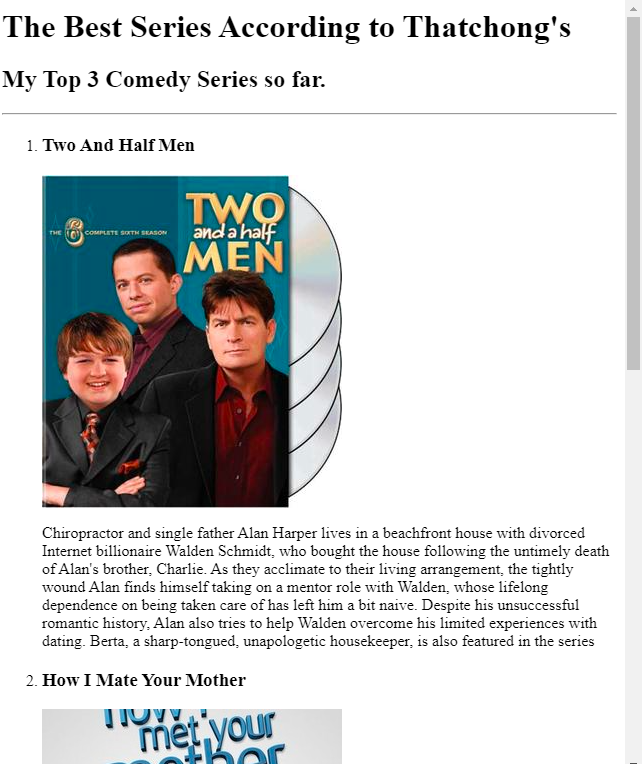 The Best Series According to Thatchong's
My Top 3 Comedy Series so far.
1. Two And Half Men
TWO
and a half
MEN
THE 6 COMPLETE SIXTH SEASON
Chiropractor and single father Alan Harper lives in a beachfront house with divorced
Internet billionaire Walden Schmidt, who bought the house following the untimely death
of Alan's brother, Charlie. As they acclimate to their living arrangement, the tightly
wound Alan finds himself taking on a mentor role with Walden, whose lifelong
dependence on being taken care of has left him a bit naive. Despite his unsuccessful
romantic history, Alan also tries to help Walden overcome his limited experiences with
dating. Berta, a sharp-tongued, unapologetic housekeeper, is also featured in the series
2. How I Mate Your Mother
how I
met your
mother